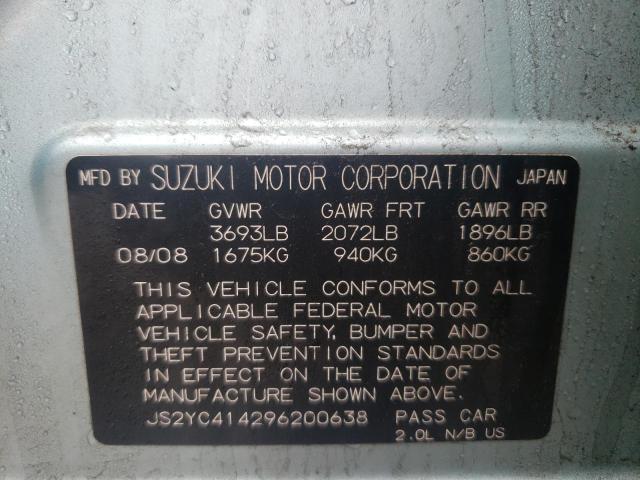 MFD BY SUZUKI MOTOR CORPORATION JAPAN
DATE GVWR GAWR FRT GAWR RR
3693LB 2072LB 1896LB
08/08 1675KG 940KG 860KG
THIS VEHICLE CONFORMS TO ALL
APPLICABLE FEDERAL MOTOR
VEHICLE SAFETY, BUMPER AND
THEFT PREVENTION STANDARDS
IN EFFECT ON THE DATE OF
MANUFACTURE SHOWN ABOVE.
JS2YC414296200638 PASS CAR
2.0L N/B US